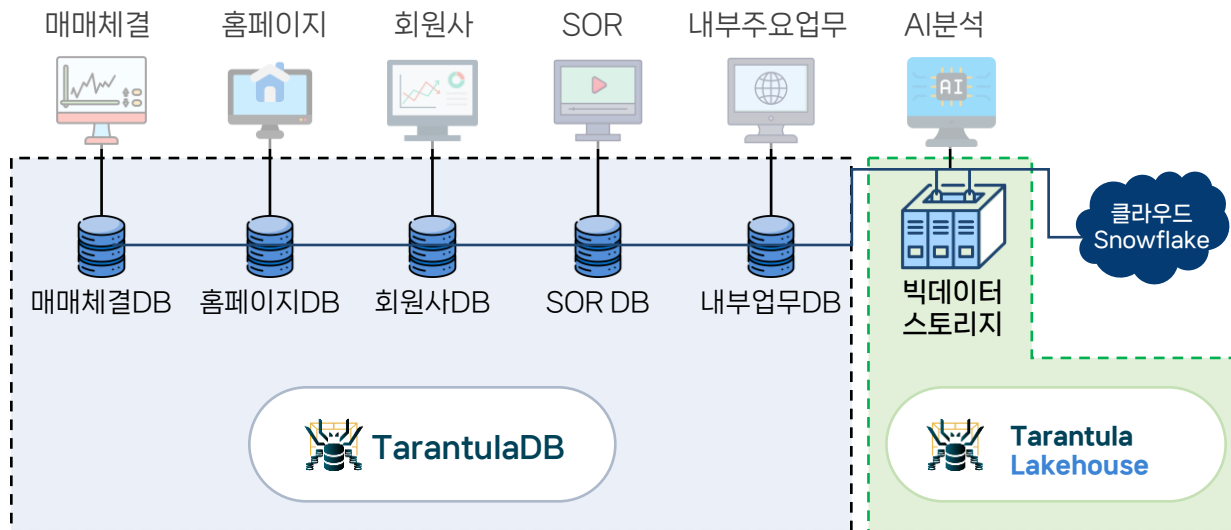 매매체결
홈페이지
회원사
SOR
내부주요업무
AI분석
AI
클라우드
Snowflake
매매체결DB
홈페이지DB
회원사DB
SOR DB
내부업무DB
빅데이터
스토리지
TarantulaDB
Tarantula
Lakehouse